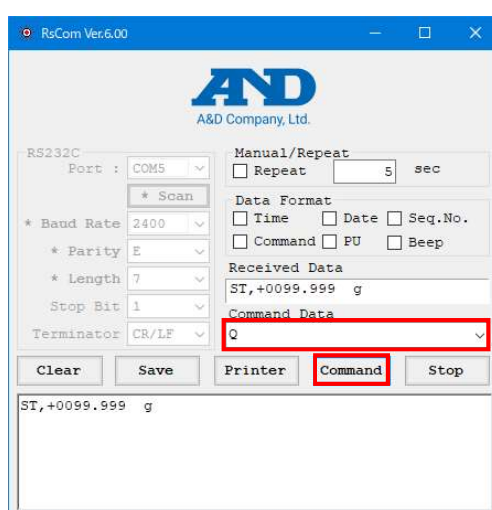 RsCom Ver.6.00
AND
A&D Company, Ltd.
RS232C
Port : COM5
* Scan
* Baud Rate 2400
* Parity E
* Length 7
Stop Bit 1
Terminator CR/LF
Manual/Repeat
Repeat 5 sec
Data Format
Time Date Seq.No.
Command PU Beep
Received Data
ST,+0099.999 g
Command Data
Q
Clear Save Printer Command Stop
ST,+0099.999 g